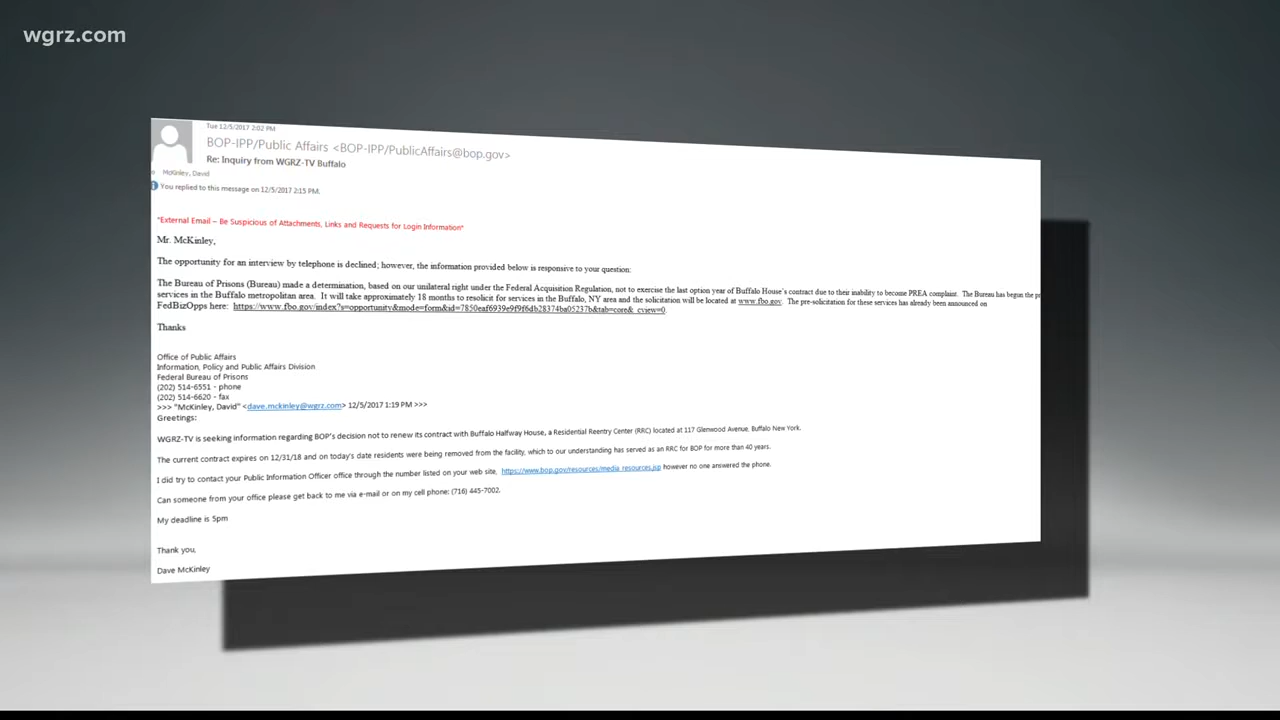 wgrz.com
Tue 12/5/2017 2:02 PM
BOP-IPP/Public Affairs <BOP-IPP/PublicAffairs@bop.gov>
Re: Inquiry from WGRZ-TV Buffalo
McKinley, David
You replied to this message on 12/5/2017 2:15 PM.
*External Email – Be Suspicious of Attachments, Links and Requests for Login Information*
Mr. McKinley,
The opportunity for an interview by telephone is declined; however, the information provided below is responsive to your question:
The Bureau of Prisons (Bureau) made a determination, based on our unilateral right under the Federal Acquisition Regulation, not to exercise the last option year of Buffalo House's contract due to their inability to become PREA complaint. The Bureau has begun the pr
services in the Buffalo metropolitan area. It will take approximately 18 months to resolicit for services in the Buffalo, NY area and the solicitation will be located at www.fbo.gov. The pre-solicitation for these services has already been announced on
FedBizOpps here: https://www.fbo.gov/index?s=opportunity&mode=form&id=7850eaf6939e9f9f6db28374ba05237b&tab=core&_cview=0.
Thanks
Office of Public Affairs
Information, Policy and Public Affairs Division
Federal Bureau of Prisons
(202) 514-6551 - phone
(202) 514-6620 - fax
>>> "McKinley, David" <dave.mckinley@wgrz.com> 12/5/2017 1:19 PM >>>
Greetings:
WGRZ-TV is seeking information regarding BOP's decision not to renew its contract with Buffalo Halfway House, a Residential Reentry Center (RRC) located at 117 Glenwood Avenue, Buffalo New York.
The current contract expires on 12/31/18 and on today's date residents were being removed from the facility, which to our understanding has served as an RRC for BOP for more than 40 years.
I did try to contact your Public Information Officer office through the number listed on your web site, https://www.bop.gov/resources/media_resources.jsp however no one answered the phone.
Can someone from your office please get back to me via e-mail or on my cell phone: (716) 445-7002.
My deadline is 5pm
Thank you,
Dave McKinley